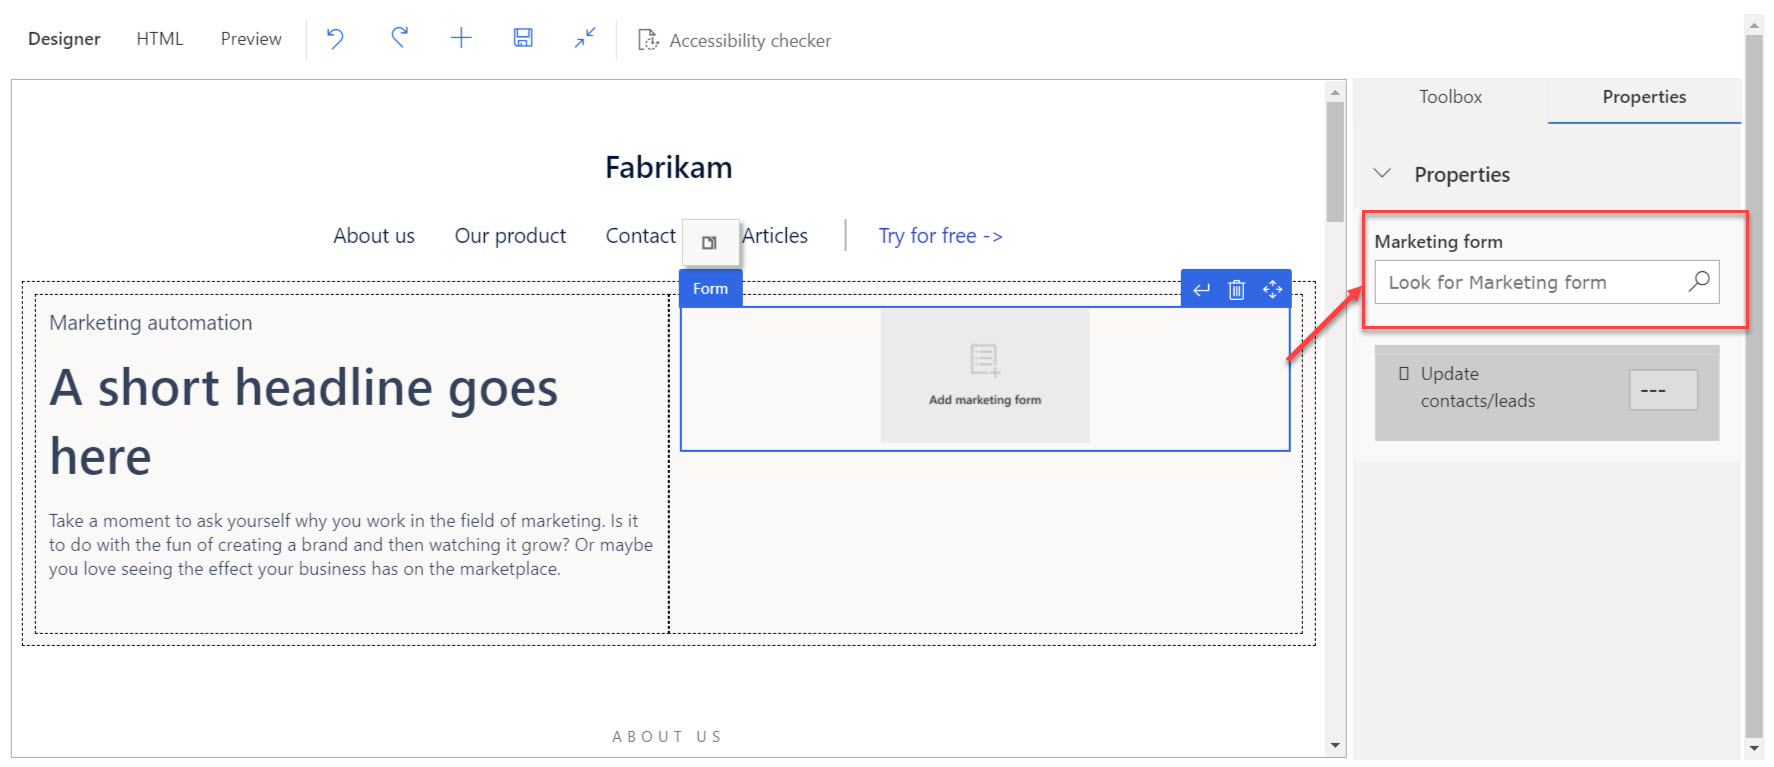 Designer HTML Preview Accessibility checker
Toolbox Properties
Fabrikam
About us Our product Contact Articles Try for free ->
Form
Marketing automation
A short headline goes
here
Take a moment to ask yourself why you work in the field of marketing. Is it
to do with the fun of creating a brand and then watching it grow? Or maybe
you love seeing the effect your business has on the marketplace.
Add marketing form
ABOUT US
Properties
Marketing form
Look for Marketing form
Update
contacts/leads
---